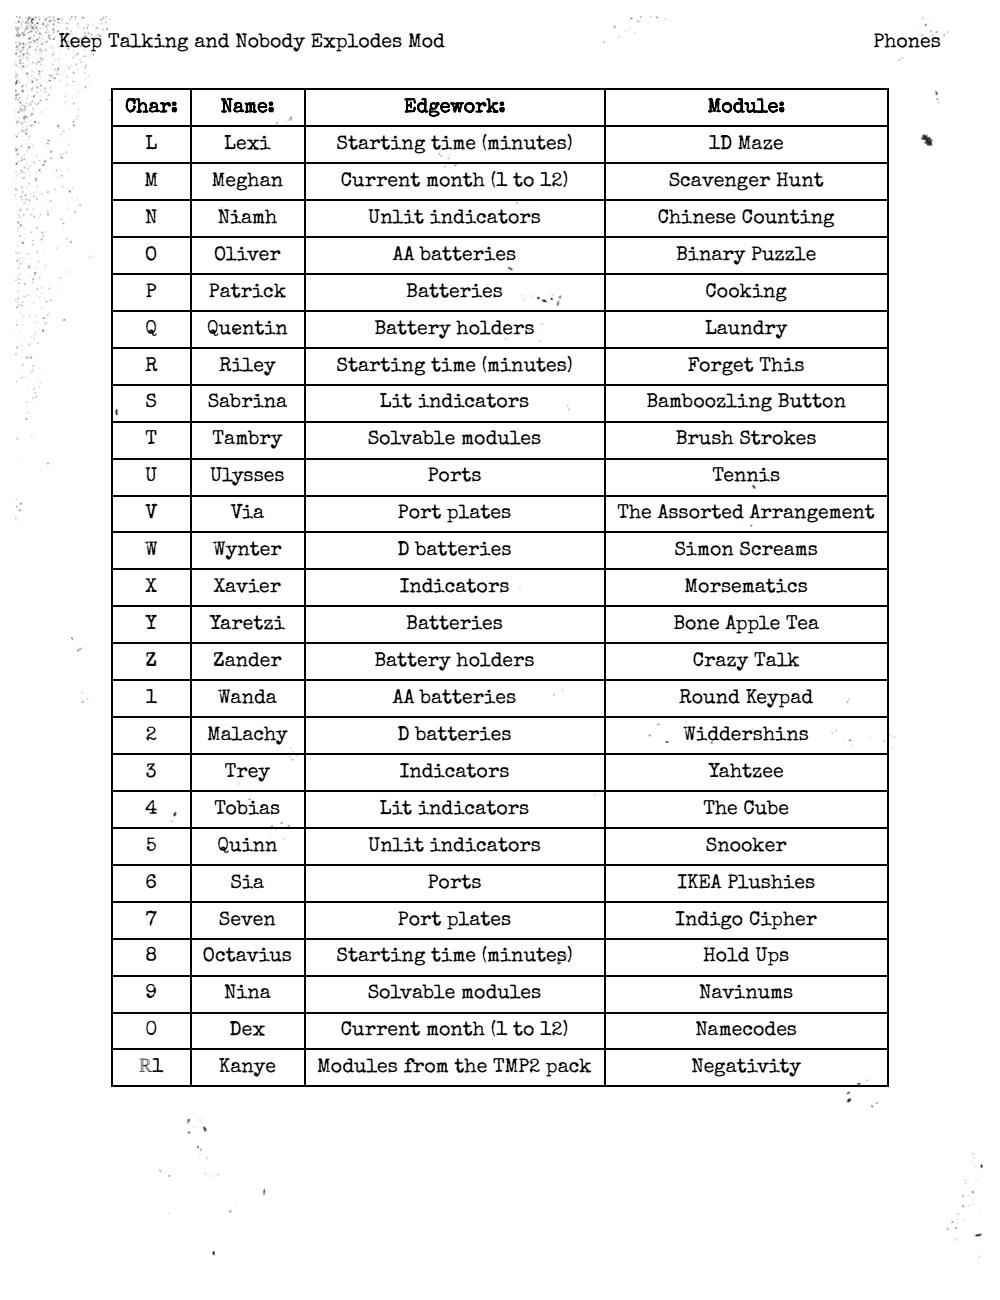 Keep Talking and Nobody Explodes Mod Phones
Char: Name: Edgework: Module:
L Lexi Starting time (minutes) 1D Maze
M Meghan Current month (1 to 12) Scavenger Hunt
N Niamh Unlit indicators Chinese Counting
O Oliver AA batteries Binary Puzzle
P Patrick Batteries Cooking
Q Quentin Battery holders Laundry
R Riley Starting time (minutes) Forget This
S Sabrina Lit indicators Bamboozling Button
T Tambry Solvable modules Brush Strokes
U Ulysses Ports Tennis
V Via Port plates The Assorted Arrangement
W Wynter D batteries Simon Screams
X Xavier Indicators Morsematics
Y Yaretzi Batteries Bone Apple Tea
Z Zander Battery holders Crazy Talk
1 Wanda AA batteries Round Keypad
2 Malachy D batteries Widdershins
3 Trey Indicators Yahtzee
4 Tobias Lit indicators The Cube
5 Quinn Unlit indicators Snooker
6 Sia Ports IKEA Plushies
7 Seven Port plates Indigo Cipher
8 Octavius Starting time (minutes) Hold Ups
9 Nina Solvable modules Navinums
0 Dex Current month (1 to 12) Namecodes
ℝ1 Kanye Modules from the TMP2 pack Negativity